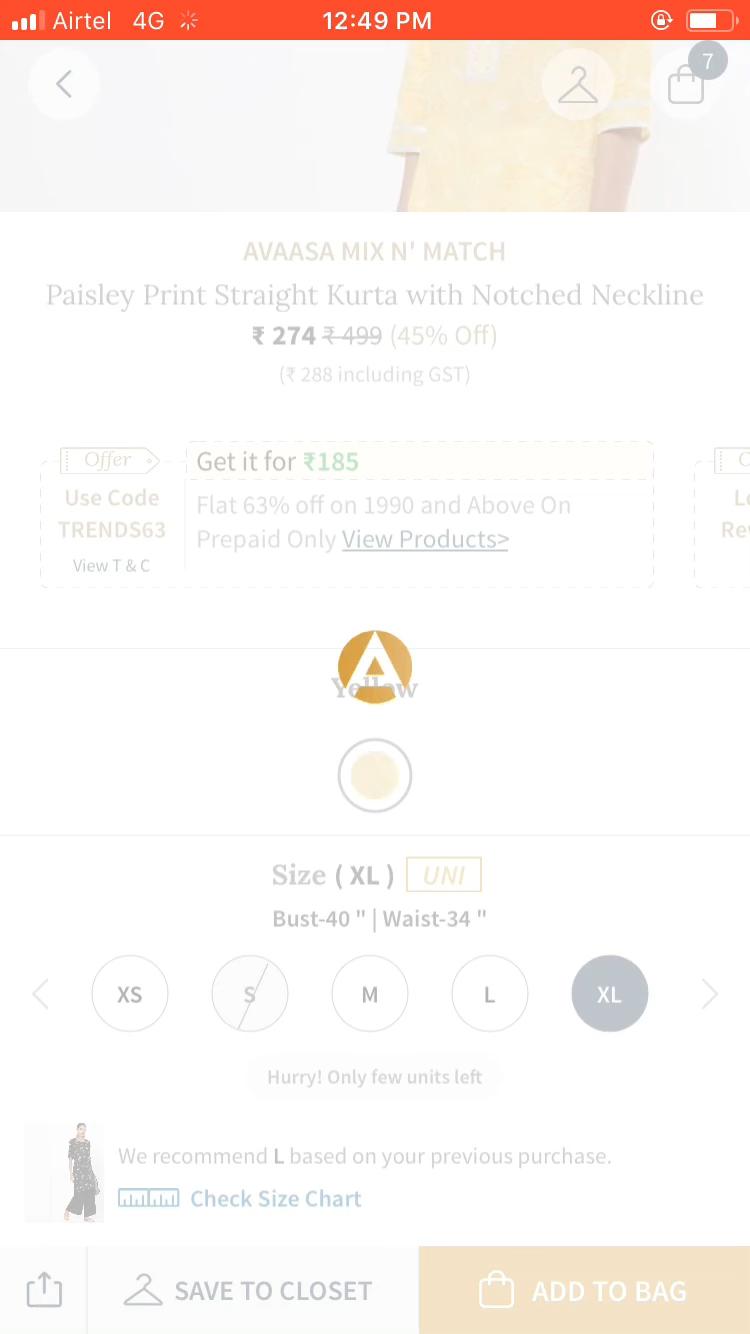 Airtel 4G 12:49 PM
7
AVAASA MIX N' MATCH
Paisley Print Straight Kurta with Notched Neckline
₹ 274 ₹ 499 (45% Off)
(₹ 288 including GST)
Offer
Get it for ₹185
Use Code
TRENDS63
View T & C
Flat 63% off on 1990 and Above On
Prepaid Only View Products>
Yellow
Size ( XL ) UNI
Bust-40 " | Waist-34 "
XS S M L XL
Hurry! Only few units left
We recommend L based on your previous purchase.
Check Size Chart
SAVE TO CLOSET ADD TO BAG